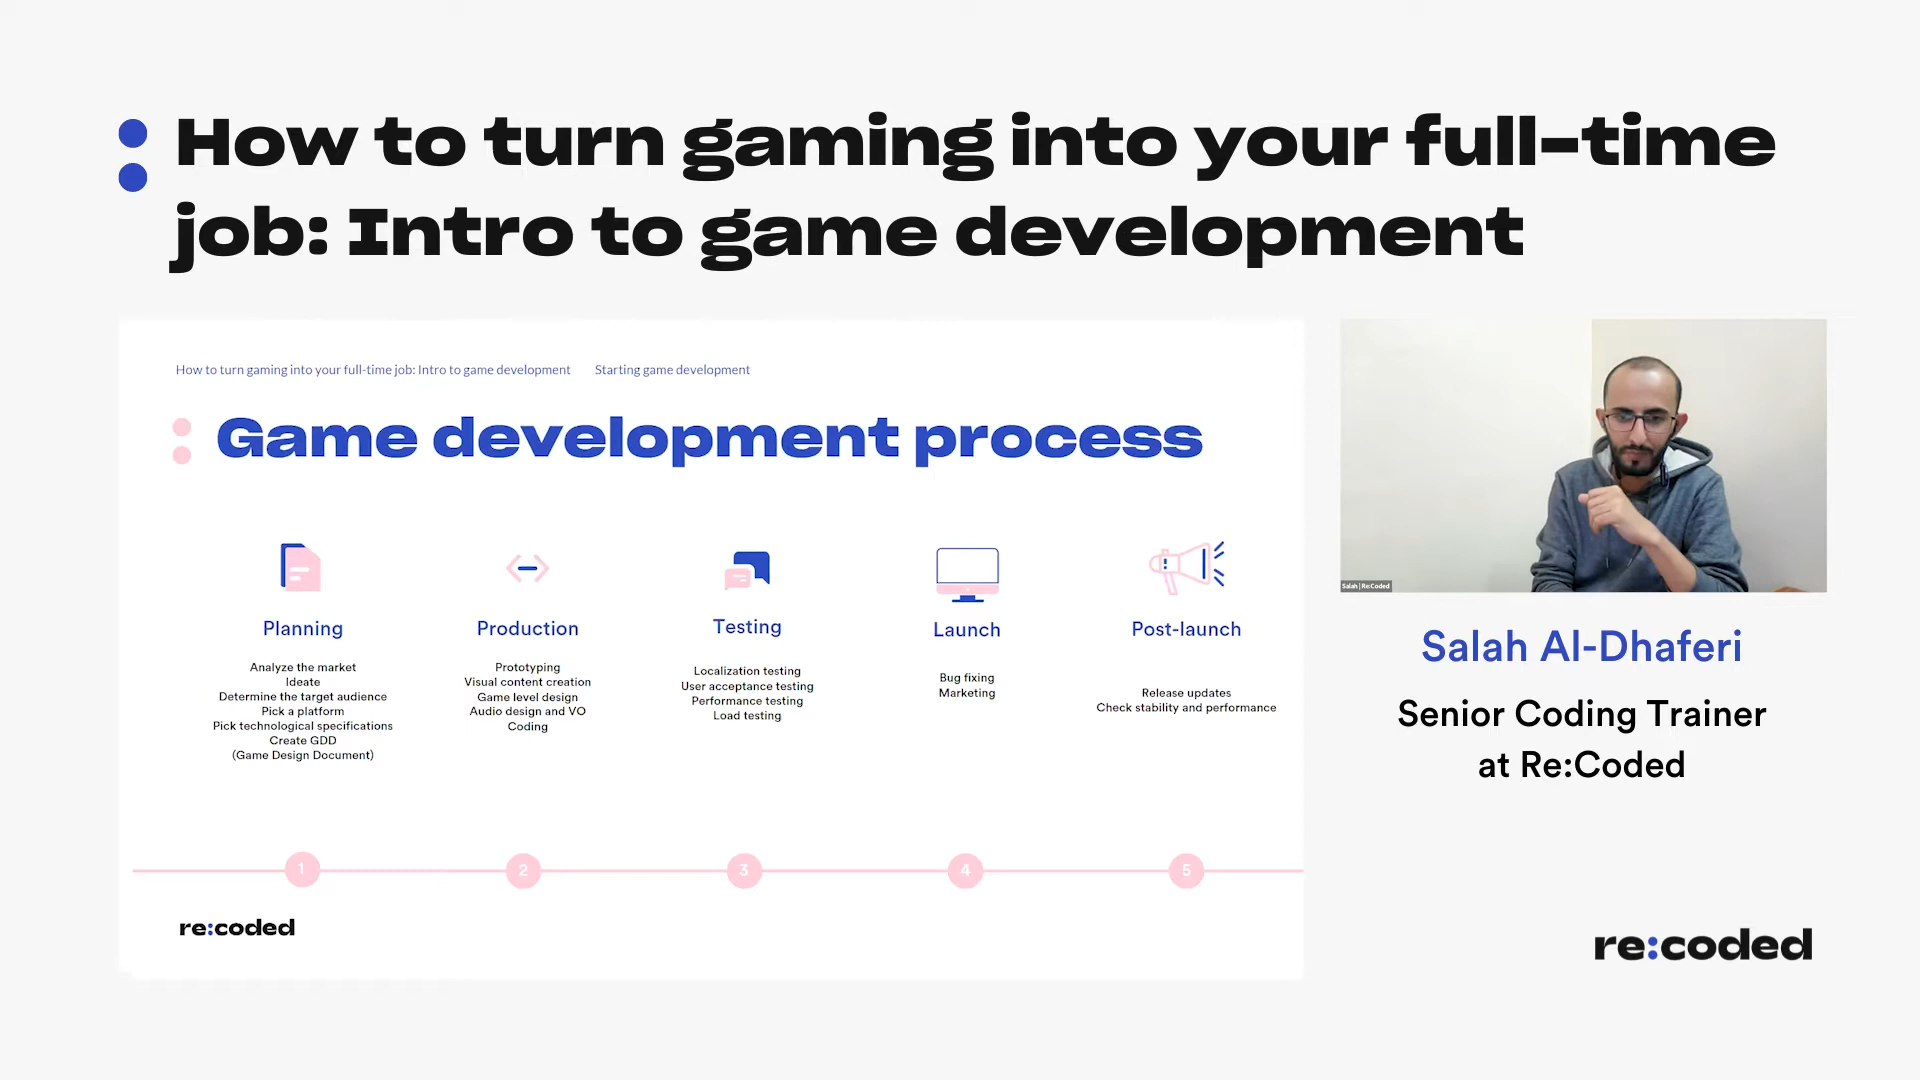 How to turn gaming into your full-time
job: Intro to game development
How to turn gaming into your full-time job: Intro to game development
Starting game development
Game development process
Planning
Analyze the market
Ideate
Determine the target audience
Pick a platform
Pick technological specifications
Create GDD
(Game Design Document)
Production
Prototyping
Visual content creation
Game level design
Audio design and VO
Coding
Testing
Localization testing
User acceptance testing
Performance testing
Load testing
Launch
Bug fixing
Marketing
Post-launch
Release updates
Check stability and performance
1
2
3
4
5
re:coded
Salah | Re:Coded
Salah Al-Dhaferi
Senior Coding Trainer
at Re:Coded
re:coded